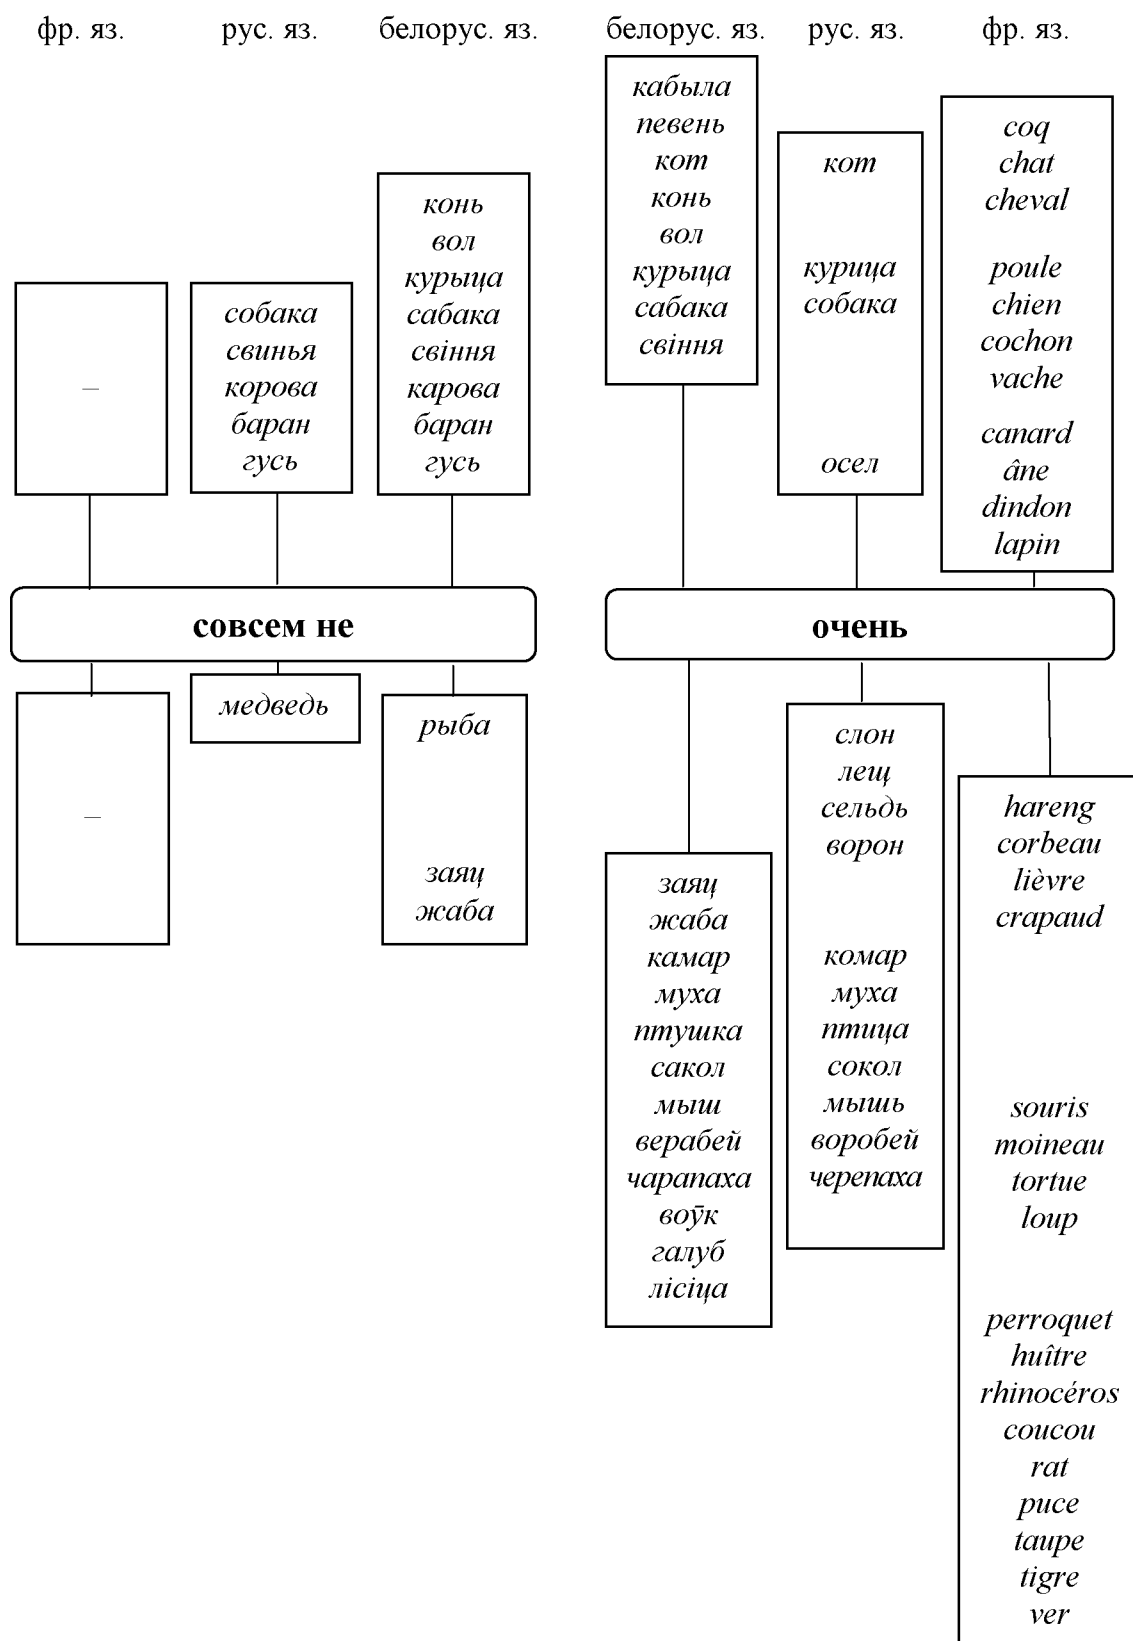 фр. яз.
рус. яз.
белорус. яз.
–
собака
свинья
корова
баран
гусь
конь
вол
курыца
сабака
свіння
карова
баран
гусь
совсем не
–
медведь
рыба
заяц
жаба
белорус. яз.
рус. яз.
фр. яз.
кабыла
певень
кот
конь
вол
курыца
сабака
свіння
кот
курица
собака
осел
coq
chat
cheval
poule
chien
cochon
vache
canard
âne
dindon
lapin
очень
заяц
жаба
камар
муха
птушка
сакол
мыш
верабей
чарапаха
воўк
галуб
лісіца
слон
лещ
сельдь
ворон
комар
муха
птица
сокол
мышь
воробей
черепаха
hareng
corbeau
lièvre
crapaud
souris
moineau
tortue
loup
perroquet
huître
rhinocéros
coucou
rat
puce
taupe
tigre
ver